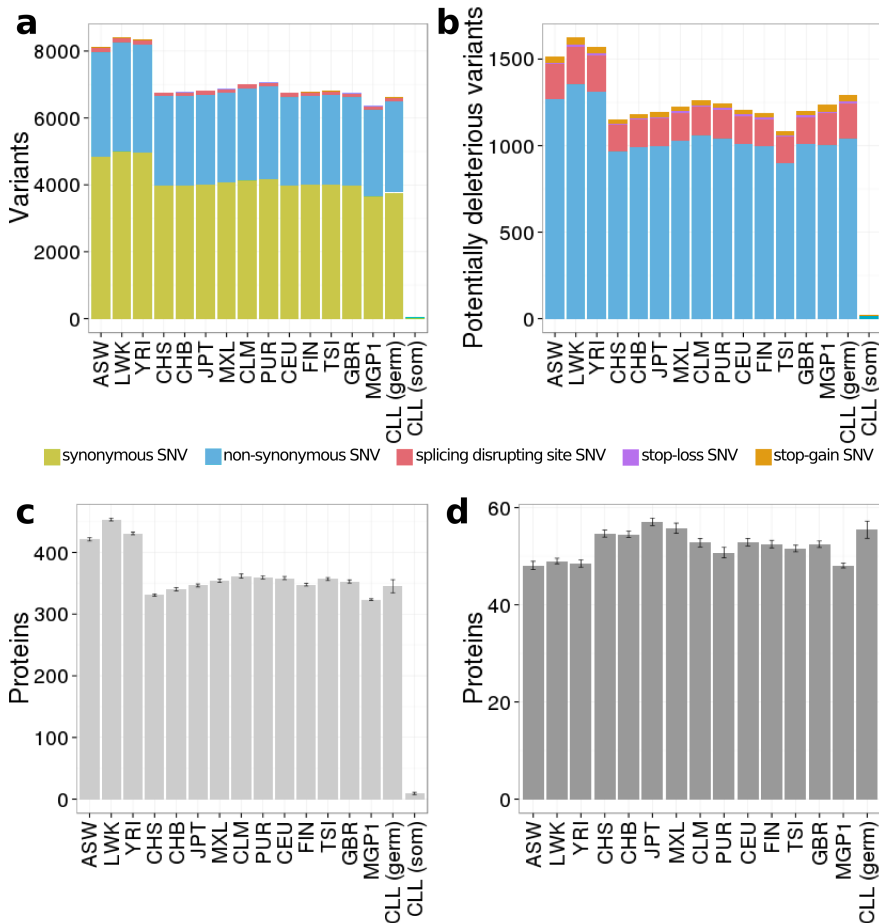 a
Variants
8000
6000
4000
2000
0
ASW
LWK
YRI
CHS
CHB
JPT
MXL
CLM
PUR
CEU
FIN
TSI
GBR
MGP1
CLL (germ)
CLL (som)
b
Potentially deleterious variants
1500
1000
500
0
ASW
LWK
YRI
CHS
CHB
JPT
MXL
CLM
PUR
CEU
FIN
TSI
GBR
MGP1
CLL (germ)
CLL (som)
synonymous SNV non-synonymous SNV splicing disrupting site SNV stop-loss SNV stop-gain SNV
c
Proteins
400
300
200
100
0
ASW
LWK
YRI
CHS
CHB
JPT
MXL
CLM
PUR
CEU
FIN
TSI
GBR
MGP1
CLL (germ)
CLL (som)
d
Proteins
60
40
20
0
ASW
LWK
YRI
CHS
CHB
JPT
MXL
CLM
PUR
CEU
FIN
TSI
GBR
MGP1
CLL (germ)